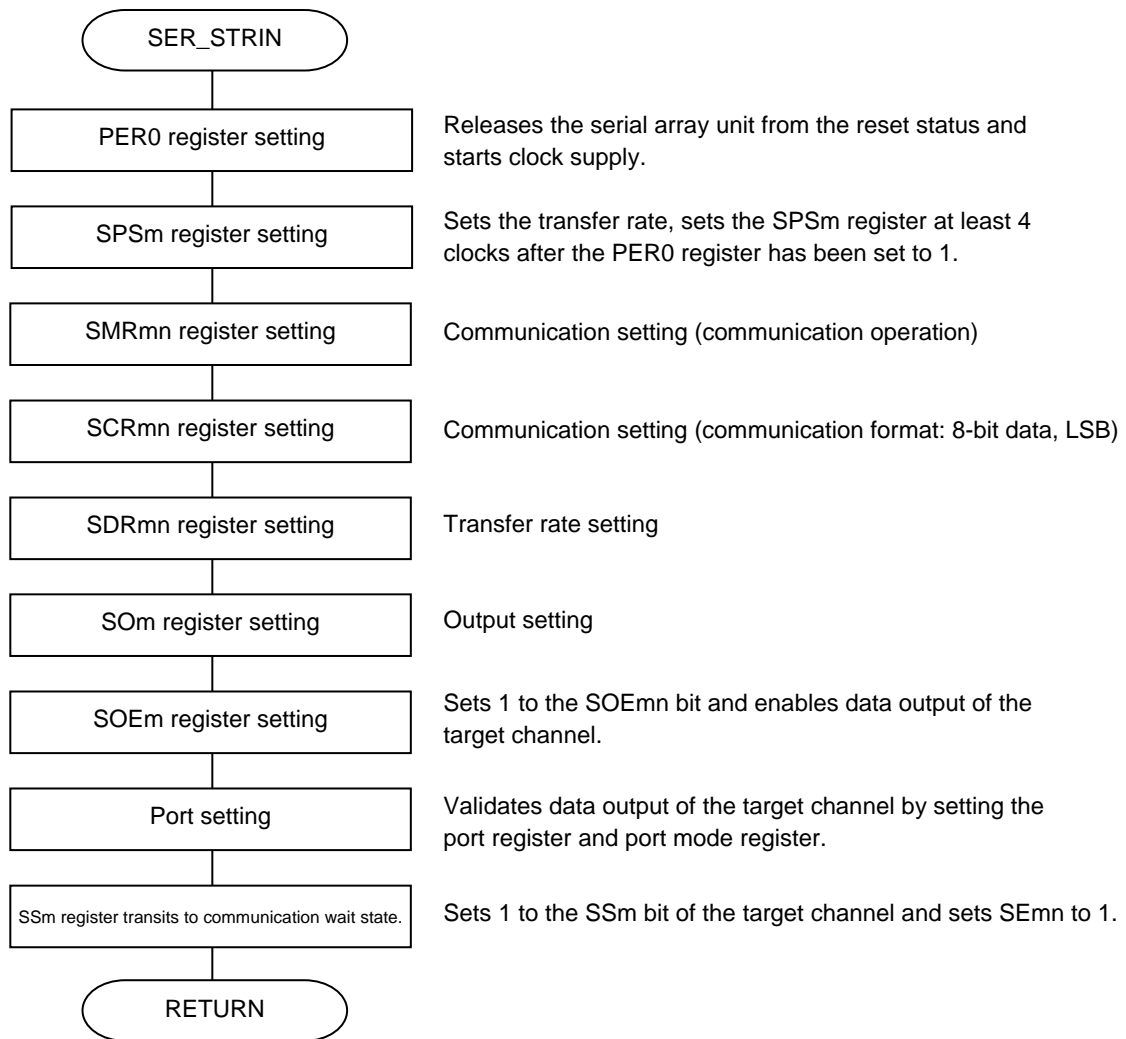 SER_STRIN
PER0 register setting
Releases the serial array unit from the reset status and
starts clock supply.
SPSm register setting
Sets the transfer rate, sets the SPSm register at least 4
clocks after the PER0 register has been set to 1.
SMRmn register setting
Communication setting (communication operation)
SCRmn register setting
Communication setting (communication format: 8-bit data, LSB)
SDRmn register setting
Transfer rate setting
SOm register setting
Output setting
SOEm register setting
Sets 1 to the SOEmn bit and enables data output of the
target channel.
Port setting
Validates data output of the target channel by setting the
port register and port mode register.
SSm register transits to communication wait state.
Sets 1 to the SSm bit of the target channel and sets SEmn to 1.
RETURN